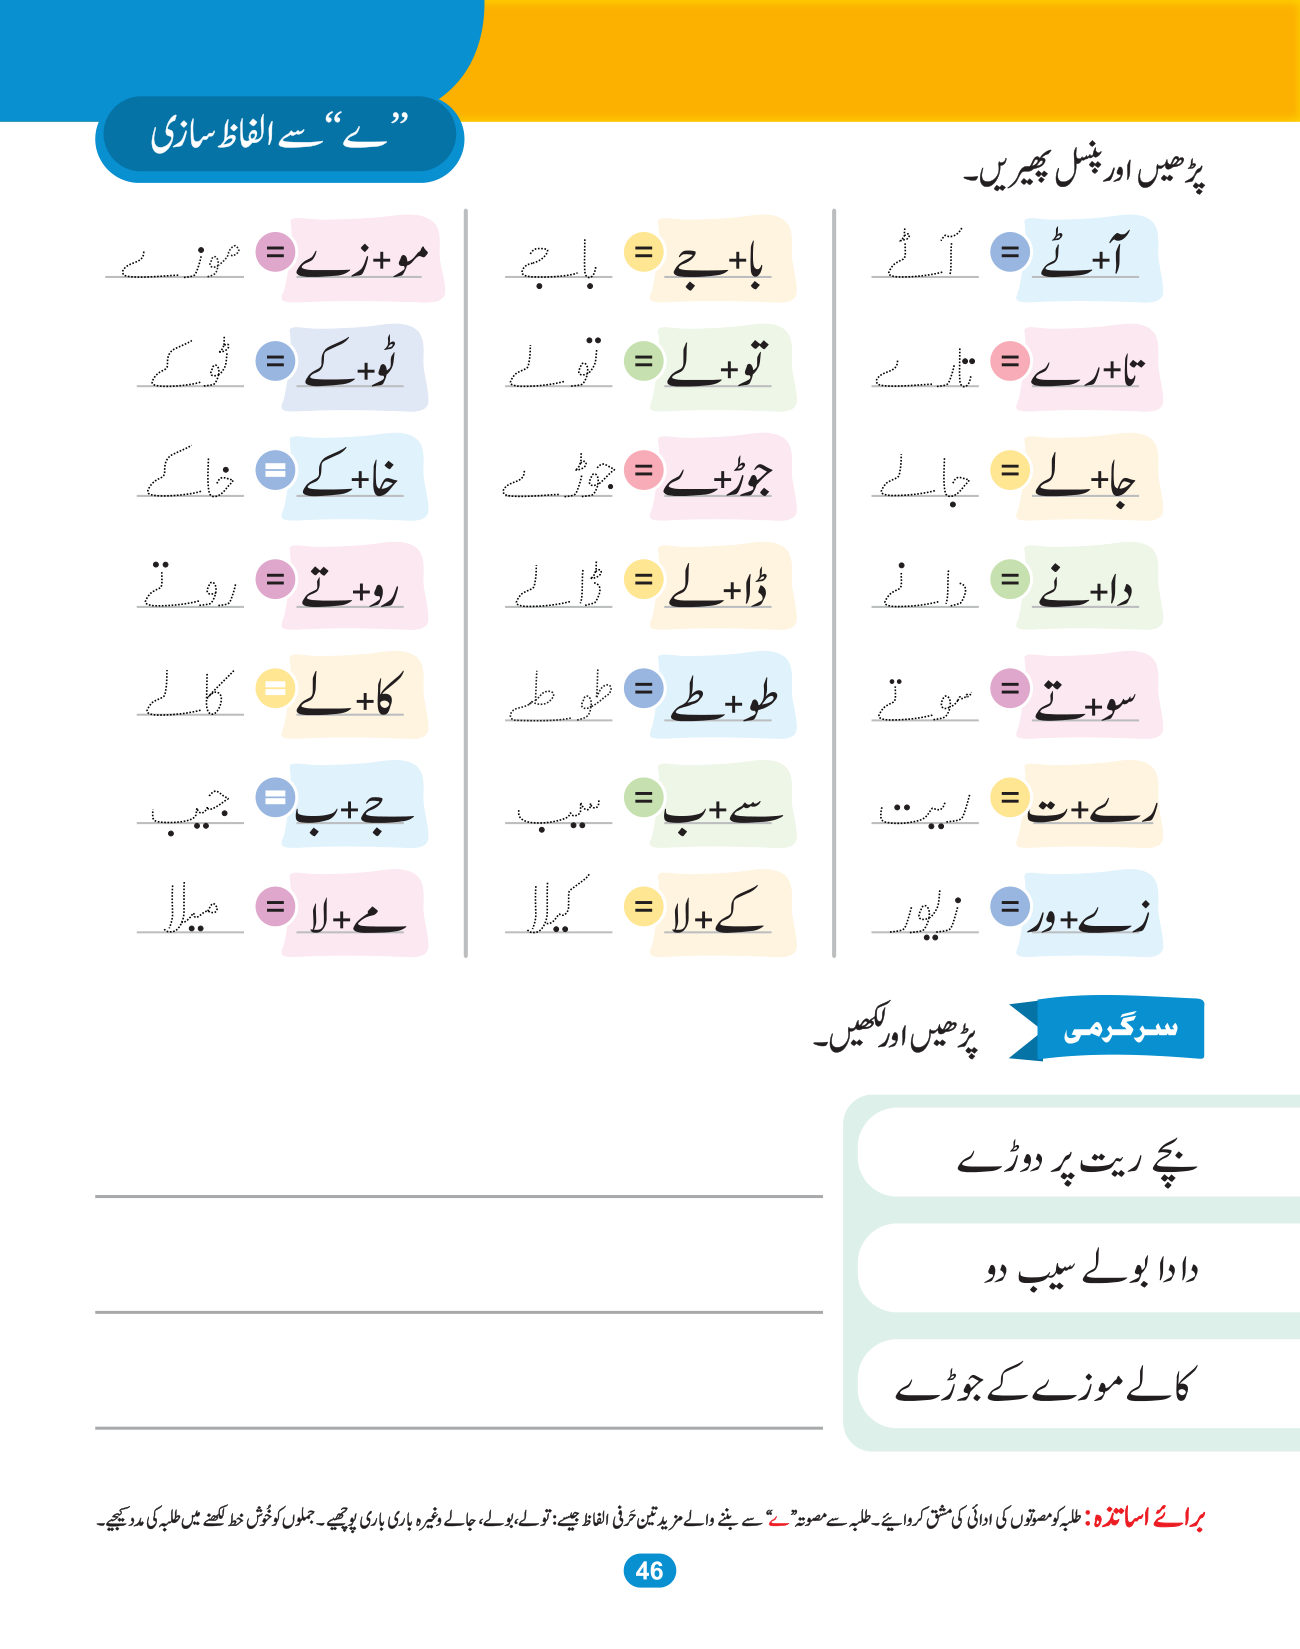 ”ے“ سے الفاظ سازی
پڑھیں اور پنسل پھیریں۔
آ+ٹے = آٹے
تا+رے = تارے
جا+لے = جالے
دا+نے = دانے
سو+تے = سوتے
رے+ت = ریت
زے+ور = زیور
با+جے = باجے
تو+لے = تولے
جوڑ+ے = جوڑے
ڈا+لے = ڈالے
طو+طے = طوطے
سے+ب = سیب
کے+لا = کیلا
مو+زے = موزے
ٹو+کے = ٹوکے
خا+کے = خاکے
رو+تے = روتے
کا+لے = کالے
جے+ب = جیب
مے+لا = میلا
سرگرمی
پڑھیں اور لکھیں۔
بچے ریت پر دوڑے
دادا بولے سیب دو
کالے موزے کے جوڑے
برائے اساتذہ: طلبہ کو مصوتوں کی ادائی کی مشق کروائیے۔ طلبہ سے مصوتہ ”ے“ سے بننے والے مزید تین حَرفی الفاظ جیسے: تولے، بولے، جالے وغیرہ باری باری پوچھیے۔ جملوں کو خُوش خط لکھنے میں طلبہ کی مدد کیجیے۔
46